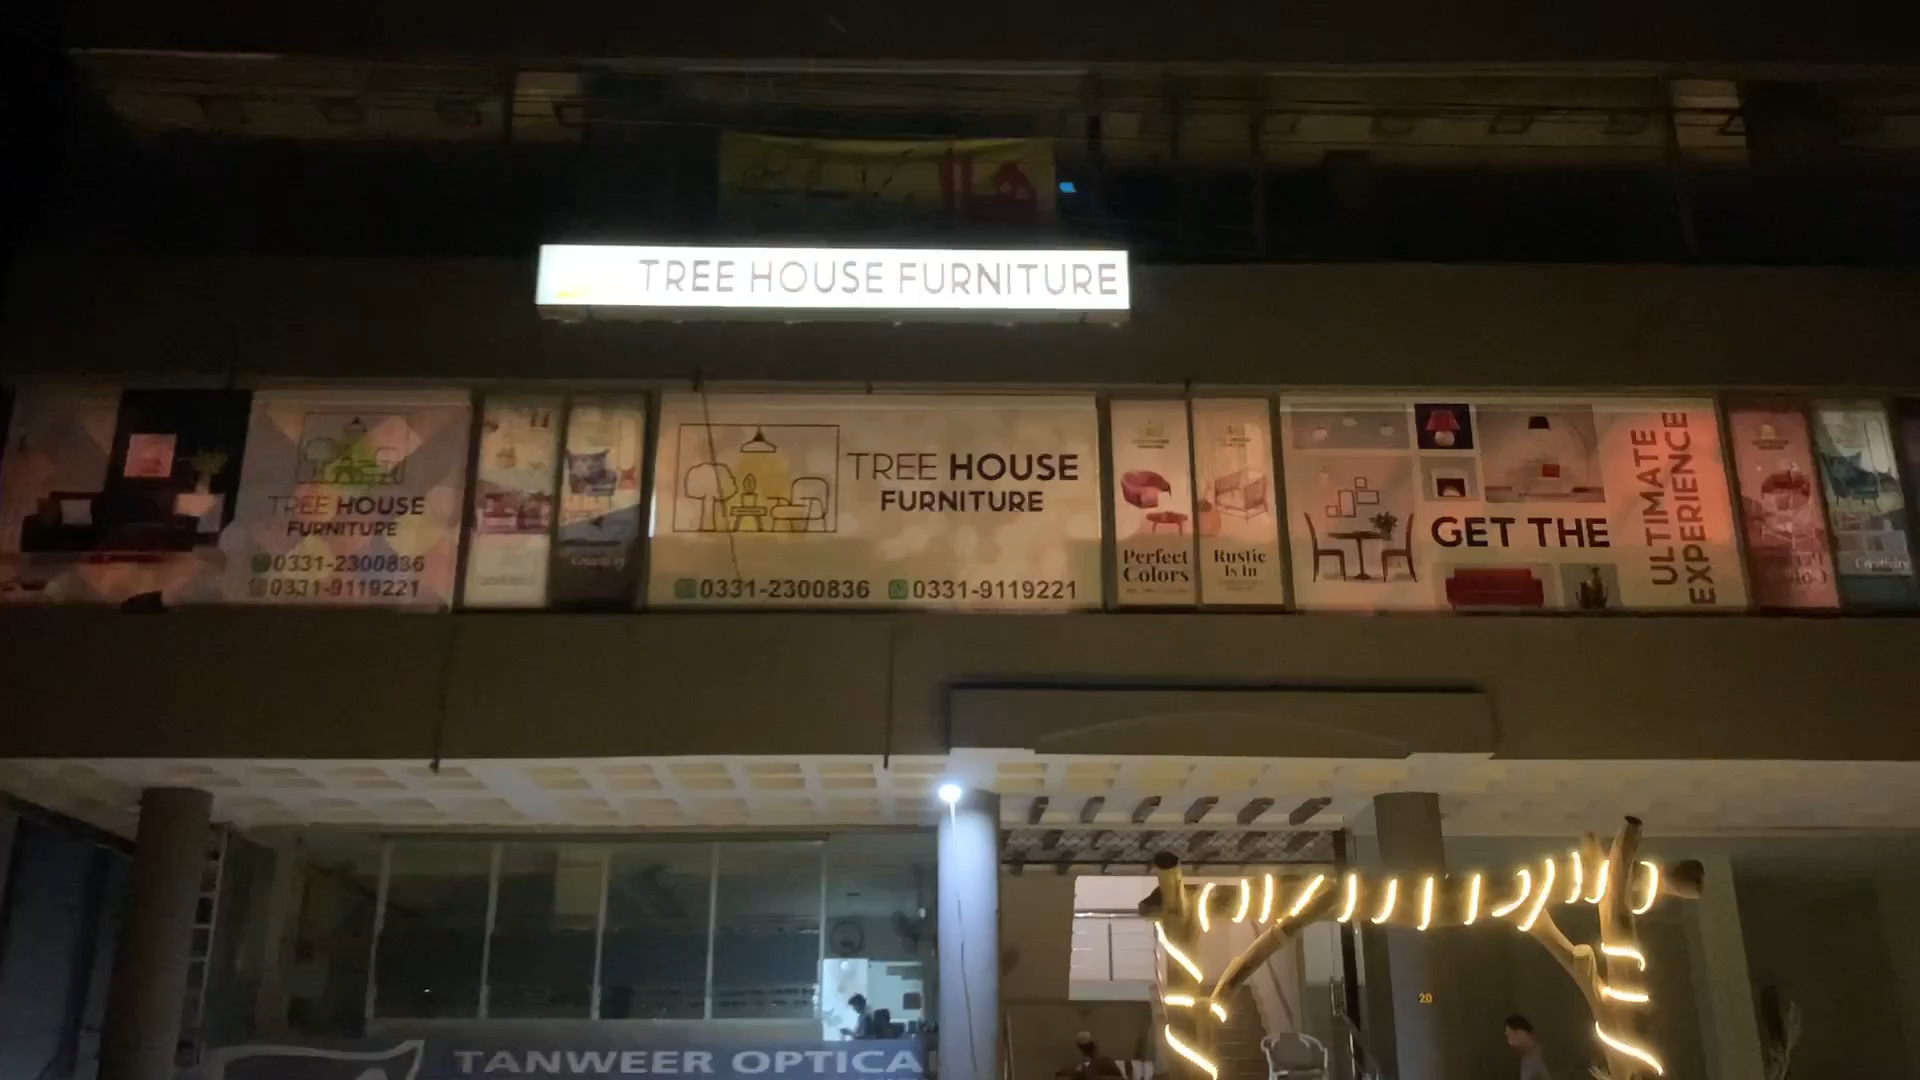 TREE HOUSE FURNITURE
TREE HOUSE
FURNITURE
0331-2300836
0331-9119221
TREE HOUSE
FURNITURE
0331-2300836 0331-9119221
Perfect
Colors
Rustic
Is in
GET THE
ULTIMATE
EXPERIENCE
20
TANWEER OPTICA